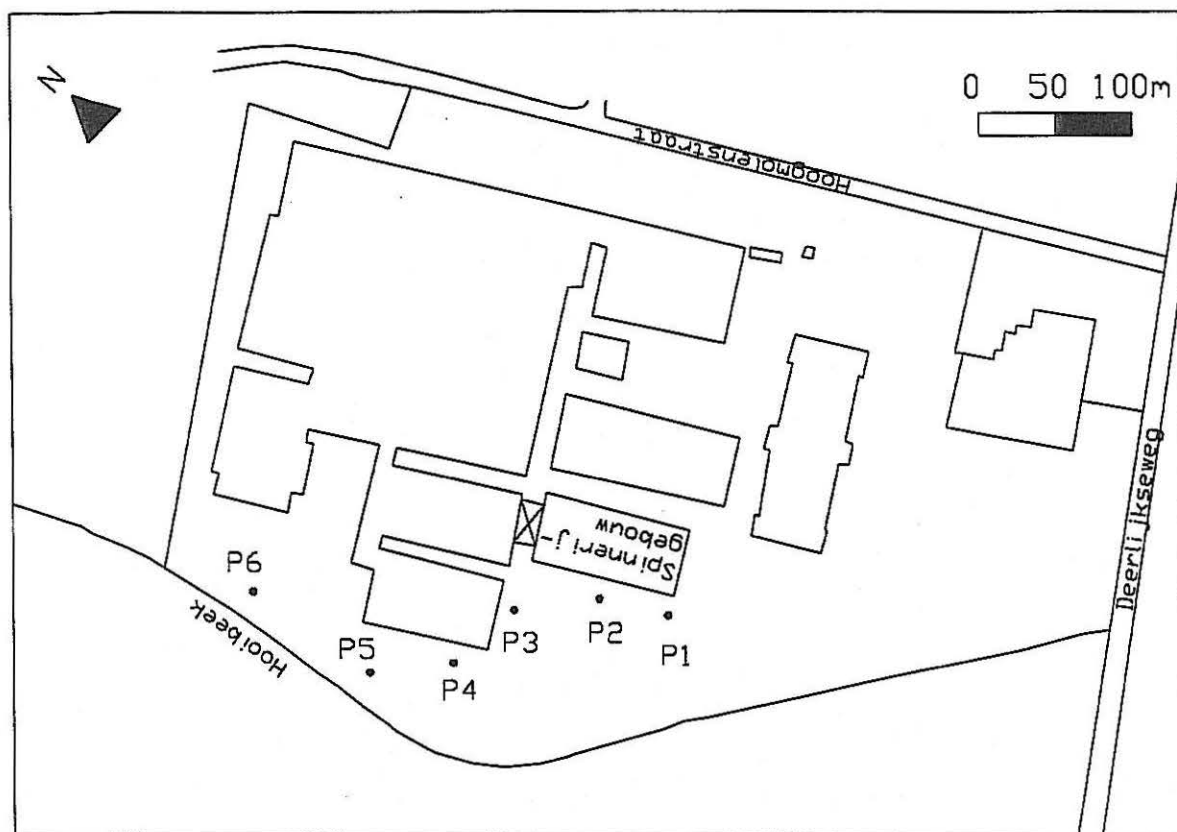 N
0 50 100m
Hoogmolenstraat
Deerlijkseweg
Spinnerij-
gebouw
P6
Hooibeek
P5
P4
P3
P2
P1